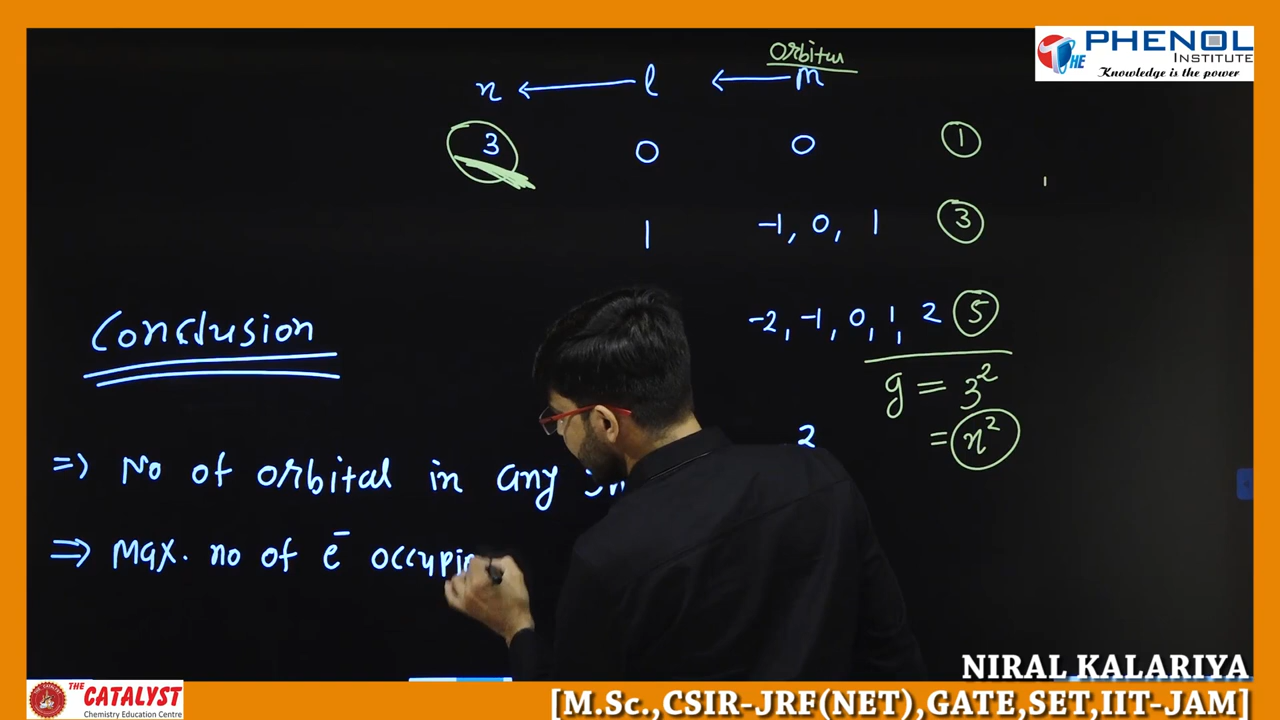 Orbitas
n ← l ← m
3 0 0 1
1 -1, 0, 1 3
-2, -1, 0, 1, 2 5
g = 3²
= n²
2
Conclusion
=> No of orbital in any
=> Max. no of e⁻ occupi
PHENOL
THE INSTITUTE
Knowledge is the power
NIRAL KALARIYA
[M.Sc.,CSIR-JRF(NET),GATE,SET,IIT-JAM]
THE CATALYST
Chemistry Education Centre